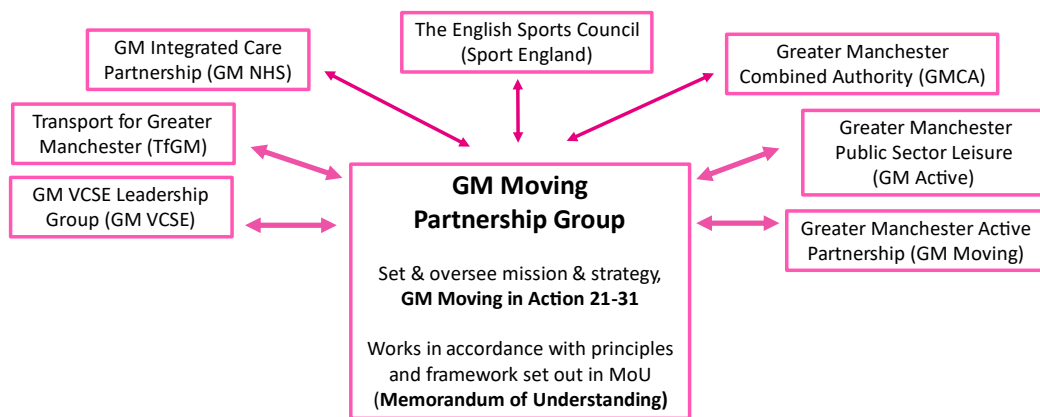 GM Integrated Care
Partnership (GM NHS)
The English Sports Council
(Sport England)
Greater Manchester
Combined Authority (GMCA)
Transport for Greater
Manchester (TfGM)
Greater Manchester
Public Sector Leisure
(GM Active)
GM VCSE Leadership
Group (GM VCSE)
Greater Manchester Active
Partnership (GM Moving)
GM Moving
Partnership Group
Set & oversee mission & strategy,
GM Moving in Action 21-31
Works in accordance with principles
and framework set out in MoU
(Memorandum of Understanding)